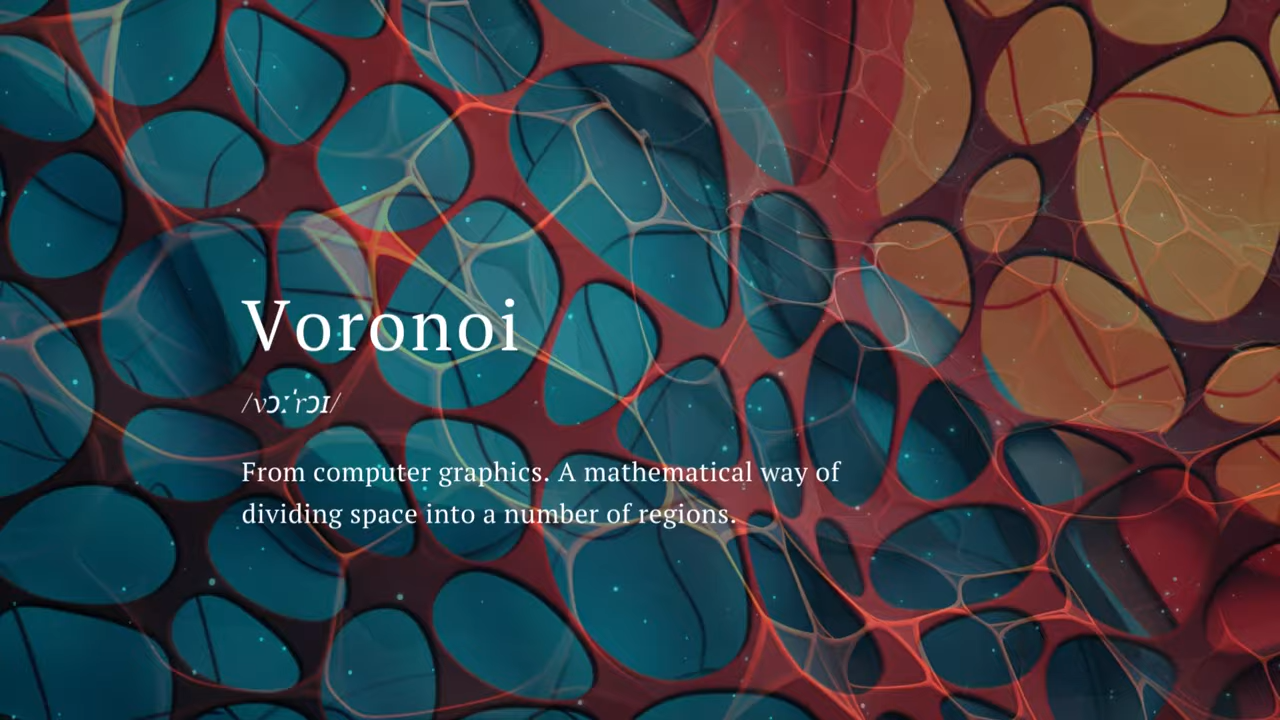 Voronoi
/vɔːˈrɔɪ/
From computer graphics. A mathematical way of
dividing space into a number of regions.